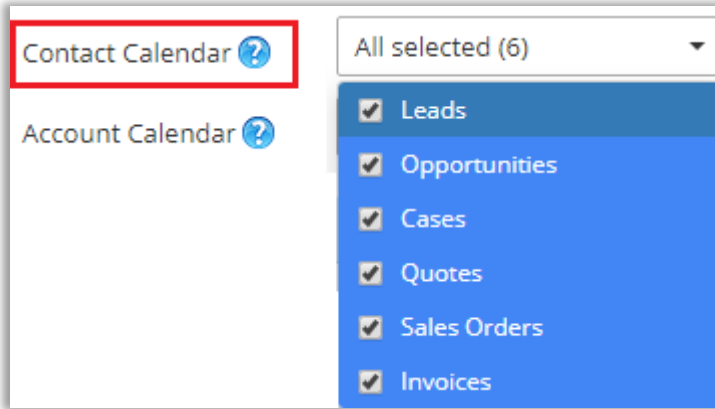 Contact Calendar ? All selected (6)
Leads
Account Calendar ?
Opportunities
Cases
Quotes
Sales Orders
Invoices